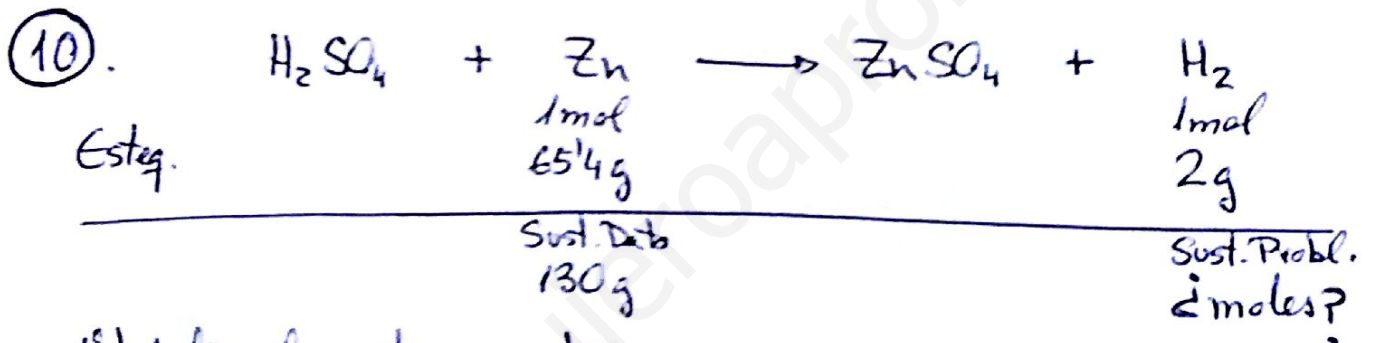 10. H₂SO₄ + Zn → ZnSO₄ + H₂
1mol 1mol
Esteq. 65'4g 2g
Sust. Dato Sust. Probl.
130g ¿moles?